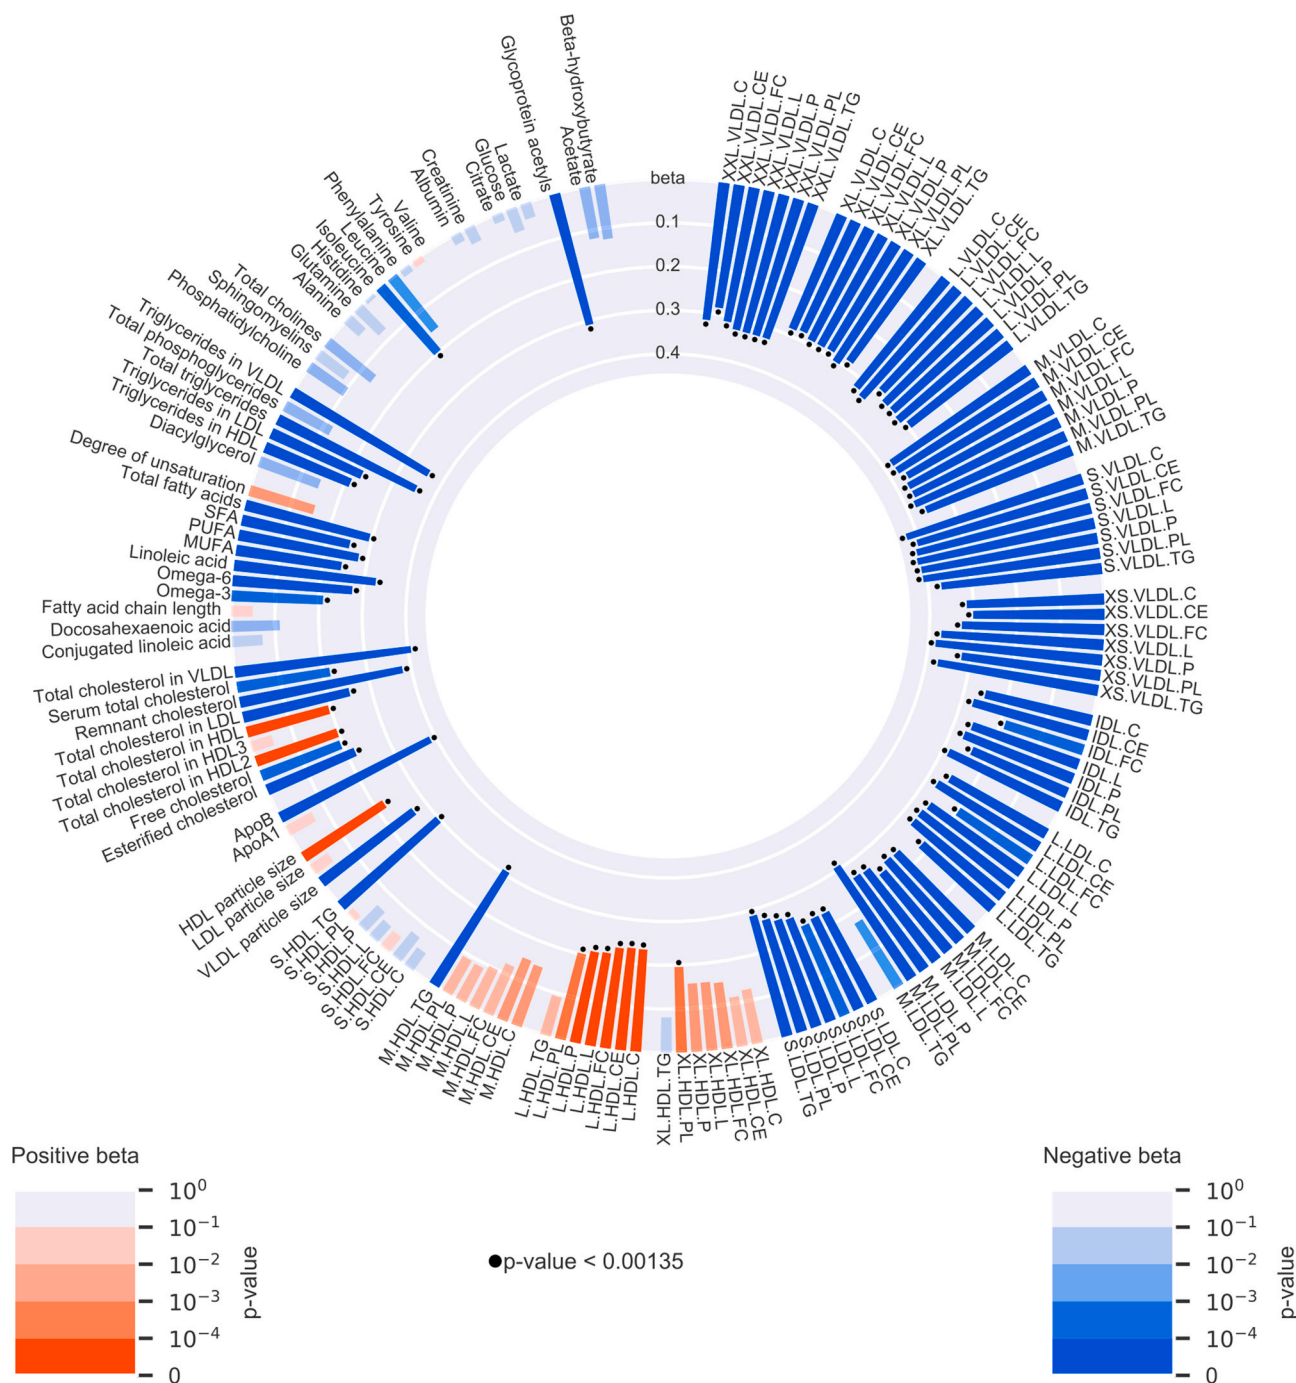 beta
0.1
0.2
0.3
0.4
XXL.VLDL.C
XXL.VLDL.CE
XXL.VLDL.FC
XXL.VLDL.L
XXL.VLDL.P
XXL.VLDL.PL
XXL.VLDL.TG
XL.VLDL.C
XL.VLDL.CE
XL.VLDL.FC
XL.VLDL.L
XL.VLDL.P
XL.VLDL.PL
XL.VLDL.TG
L.VLDL.C
L.VLDL.CE
L.VLDL.FC
L.VLDL.L
L.VLDL.P
L.VLDL.PL
L.VLDL.TG
M.VLDL.C
M.VLDL.CE
M.VLDL.FC
M.VLDL.L
M.VLDL.P
M.VLDL.PL
M.VLDL.TG
S.VLDL.C
S.VLDL.CE
S.VLDL.FC
S.VLDL.L
S.VLDL.P
S.VLDL.PL
S.VLDL.TG
XS.VLDL.C
XS.VLDL.CE
XS.VLDL.FC
XS.VLDL.L
XS.VLDL.P
XS.VLDL.PL
XS.VLDL.TG
IDL.C
IDL.CE
IDL.FC
IDL.L
IDL.P
IDL.PL
IDL.TG
L.LDL.C
L.LDL.CE
L.LDL.FC
L.LDL.L
L.LDL.P
L.LDL.PL
L.LDL.TG
M.LDL.C
M.LDL.CE
M.LDL.FC
M.LDL.L
M.LDL.P
M.LDL.PL
M.LDL.TG
S.LDL.C
S.LDL.CE
S.LDL.FC
S.LDL.L
S.LDL.P
S.LDL.PL
S.LDL.TG
XL.HDL.C
XL.HDL.CE
XL.HDL.FC
XL.HDL.L
XL.HDL.P
XL.HDL.PL
XL.HDL.TG
L.HDL.C
L.HDL.CE
L.HDL.FC
L.HDL.L
L.HDL.P
L.HDL.PL
L.HDL.TG
M.HDL.C
M.HDL.CE
M.HDL.FC
M.HDL.L
M.HDL.P
M.HDL.PL
M.HDL.TG
S.HDL.C
S.HDL.CE
S.HDL.FC
S.HDL.L
S.HDL.P
S.HDL.PL
S.HDL.TG
VLDL particle size
LDL particle size
HDL particle size
ApoA1
ApoB
Esterified cholesterol
Free cholesterol
Total cholesterol in HDL2
Total cholesterol in HDL3
Total cholesterol in HDL
Total cholesterol in LDL
Remnant cholesterol
Serum total cholesterol
Total cholesterol in VLDL
Conjugated linoleic acid
Docosahexaenoic acid
Fatty acid chain length
Omega-3
Omega-6
Linoleic acid
MUFA
PUFA
SFA
Total fatty acids
Degree of unsaturation
Diacylglycerol
Triglycerides in HDL
Triglycerides in LDL
Total triglycerides
Total phosphoglycerides
Triglycerides in VLDL
Phosphatidylcholine
Sphingomyelins
Total cholines
Alanine
Glutamine
Histidine
Isoleucine
Leucine
Phenylalanine
Tyrosine
Valine
Albumin
Creatinine
Citrate
Glucose
Lactate
Glycoprotein acetyls
Acetate
Beta-hydroxybutyrate
Positive beta
10⁰
10⁻¹
10⁻²
10⁻³
10⁻⁴
0
p-value
p-value < 0.00135
Negative beta
10⁰
10⁻¹
10⁻²
10⁻³
10⁻⁴
0
p-value